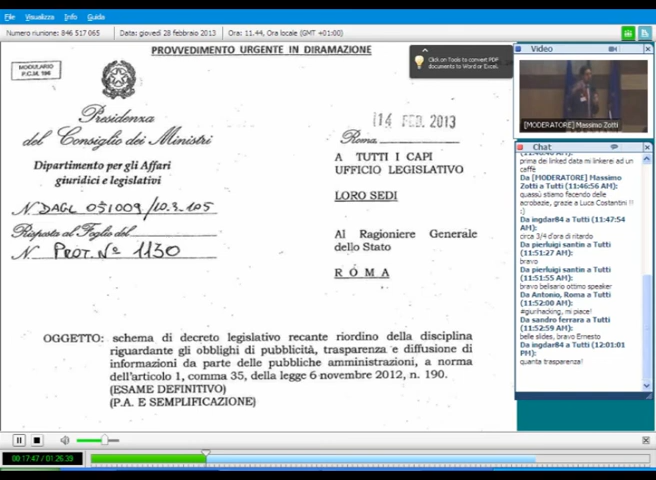 File Visualizza Info Guida
Numero riunione: 846 517 065 Data: giovedì 28 febbraio 2013 Ora: 11.44, Ora locale (GMT +01:00)
PROVVEDIMENTO URGENTE IN DIRAMAZIONE
MODULARIO
P.C.M. 196
Click on Tools to convert PDF
documents to Word or Excel.
Presidenza
del Consiglio dei Ministri
Dipartimento per gli Affari
giuridici e legislativi
N DAGL 051009/10.3.105
Risposta al Foglio del
N PROT. N° 1130
14 FEB. 2013
Roma
A TUTTI I CAPI
UFFICIO LEGISLATIVO
LORO SEDI
Al Ragioniere Generale
dello Stato
ROMA
OGGETTO: schema di decreto legislativo recante riordino della disciplina
riguardante gli obblighi di pubblicità, trasparenza e diffusione di
informazioni da parte delle pubbliche amministrazioni, a norma
dell'articolo 1, comma 35, della legge 6 novembre 2012, n. 190.
(ESAME DEFINITIVO)
(P.A. E SEMPLIFICAZIONE)
Video
[MODERATORE] Massimo Zotti
Chat
prima dei linked data mi linkerei ad un
caffè
Da [MODERATORE] Massimo
Zotti a Tutti (11:46:56 AM):
quassù stiamo facendo delle
acrobazie, grazie a Luca Costantini !!
:)
Da ingdar84 a Tutti (11:47:54
AM):
circa 3/4 d'ora di ritardo
Da pierluigi santin a Tutti
(11:51:27 AM):
bravo
Da pierluigi santin a Tutti
(11:51:55 AM):
bravo belsario ottimo speaker
Da Antonio, Roma a Tutti
(11:52:00 AM):
#giurihacking, mi piace!
Da sandro ferrara a Tutti
(11:52:59 AM):
belle slides, bravo Ernesto
Da ingdar84 a Tutti (12:01:01
PM):
quanta trasparenza!
00:17:47 / 01:26:39